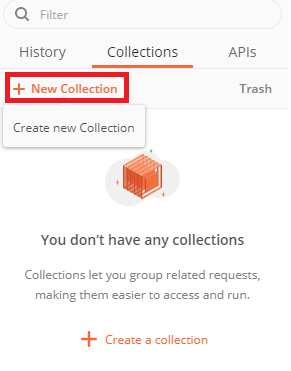 Filter
History Collections APIs
+ New Collection Trash
Create new Collection
You don’t have any collections
Collections let you group related requests,
making them easier to access and run.
+ Create a collection